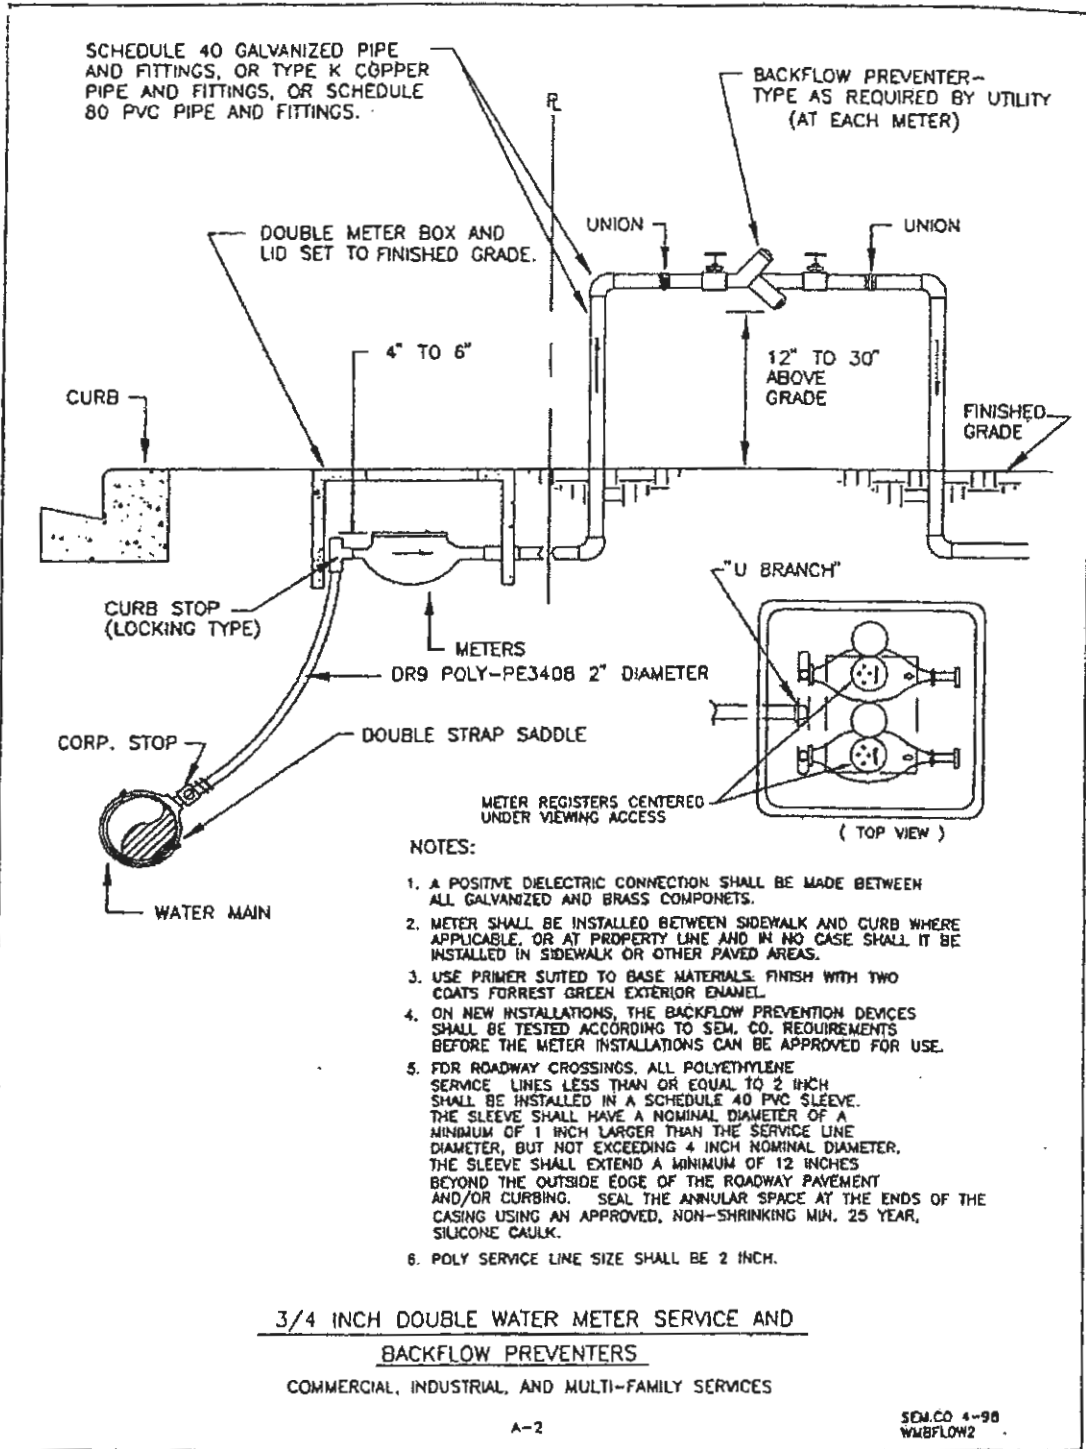 SCHEDULE 40 GALVANIZED PIPE
AND FITTINGS, OR TYPE K COPPER
PIPE AND FITTINGS, OR SCHEDULE
80 PVC PIPE AND FITTINGS.
PL
BACKFLOW PREVENTER-
TYPE AS REQUIRED BY UTILITY
(AT EACH METER)
UNION
UNION
DOUBLE METER BOX AND
LID SET TO FINISHED GRADE.
4" TO 6"
12" TO 30"
ABOVE
GRADE
CURB
FINISHED
GRADE
"U BRANCH"
CURB STOP
(LOCKING TYPE)
METERS
DR9 POLY-PE3408 2" DIAMETER
CORP. STOP
DOUBLE STRAP SADDLE
METER REGISTERS CENTERED
UNDER VIEWING ACCESS
( TOP VIEW )
WATER MAIN
NOTES:
1. A POSITIVE DIELECTRIC CONNECTION SHALL BE MADE BETWEEN
ALL GALVANIZED AND BRASS COMPONETS.
2. METER SHALL BE INSTALLED BETWEEN SIDEWALK AND CURB WHERE
APPLICABLE. OR AT PROPERTY LINE AND IN NO CASE SHALL IT BE
INSTALLED IN SIDEWALK OR OTHER PAVED AREAS.
3. USE PRIMER SUITED TO BASE MATERIALS. FINISH WITH TWO
COATS FORREST GREEN EXTERIOR ENAMEL
4. ON NEW INSTALLATIONS, THE BACKFLOW PREVENTION DEVICES
SHALL BE TESTED ACCORDING TO SEM. CO. REQUIREMENTS
BEFORE THE METER INSTALLATIONS CAN BE APPROVED FOR USE.
5. FOR ROADWAY CROSSINGS, ALL POLYETHYLENE
SERVICE LINES LESS THAN OR EQUAL TO 2 INCH
SHALL BE INSTALLED IN A SCHEDULE 40 PVC SLEEVE.
THE SLEEVE SHALL HAVE A NOMINAL DIAMETER OF A
MINIMUM OF 1 INCH LARGER THAN THE SERVICE LINE
DIAMETER, BUT NOT EXCEEDING 4 INCH NOMINAL DIAMETER,
THE SLEEVE SHALL EXTEND A MINIMUM OF 12 INCHES
BEYOND THE OUTSIDE EDGE OF THE ROADWAY PAVEMENT
AND/OR CURBING. SEAL THE ANNULAR SPACE AT THE ENDS OF THE
CASING USING AN APPROVED, NON-SHRINKING MIN. 25 YEAR,
SILICONE CAULK.
6. POLY SERVICE LINE SIZE SHALL BE 2 INCH.
3/4 INCH DOUBLE WATER METER SERVICE AND
BACKFLOW PREVENTERS
COMMERCIAL, INDUSTRIAL, AND MULTI-FAMILY SERVICES
A-2
SEM.CO 4-98
WMBFLOW2